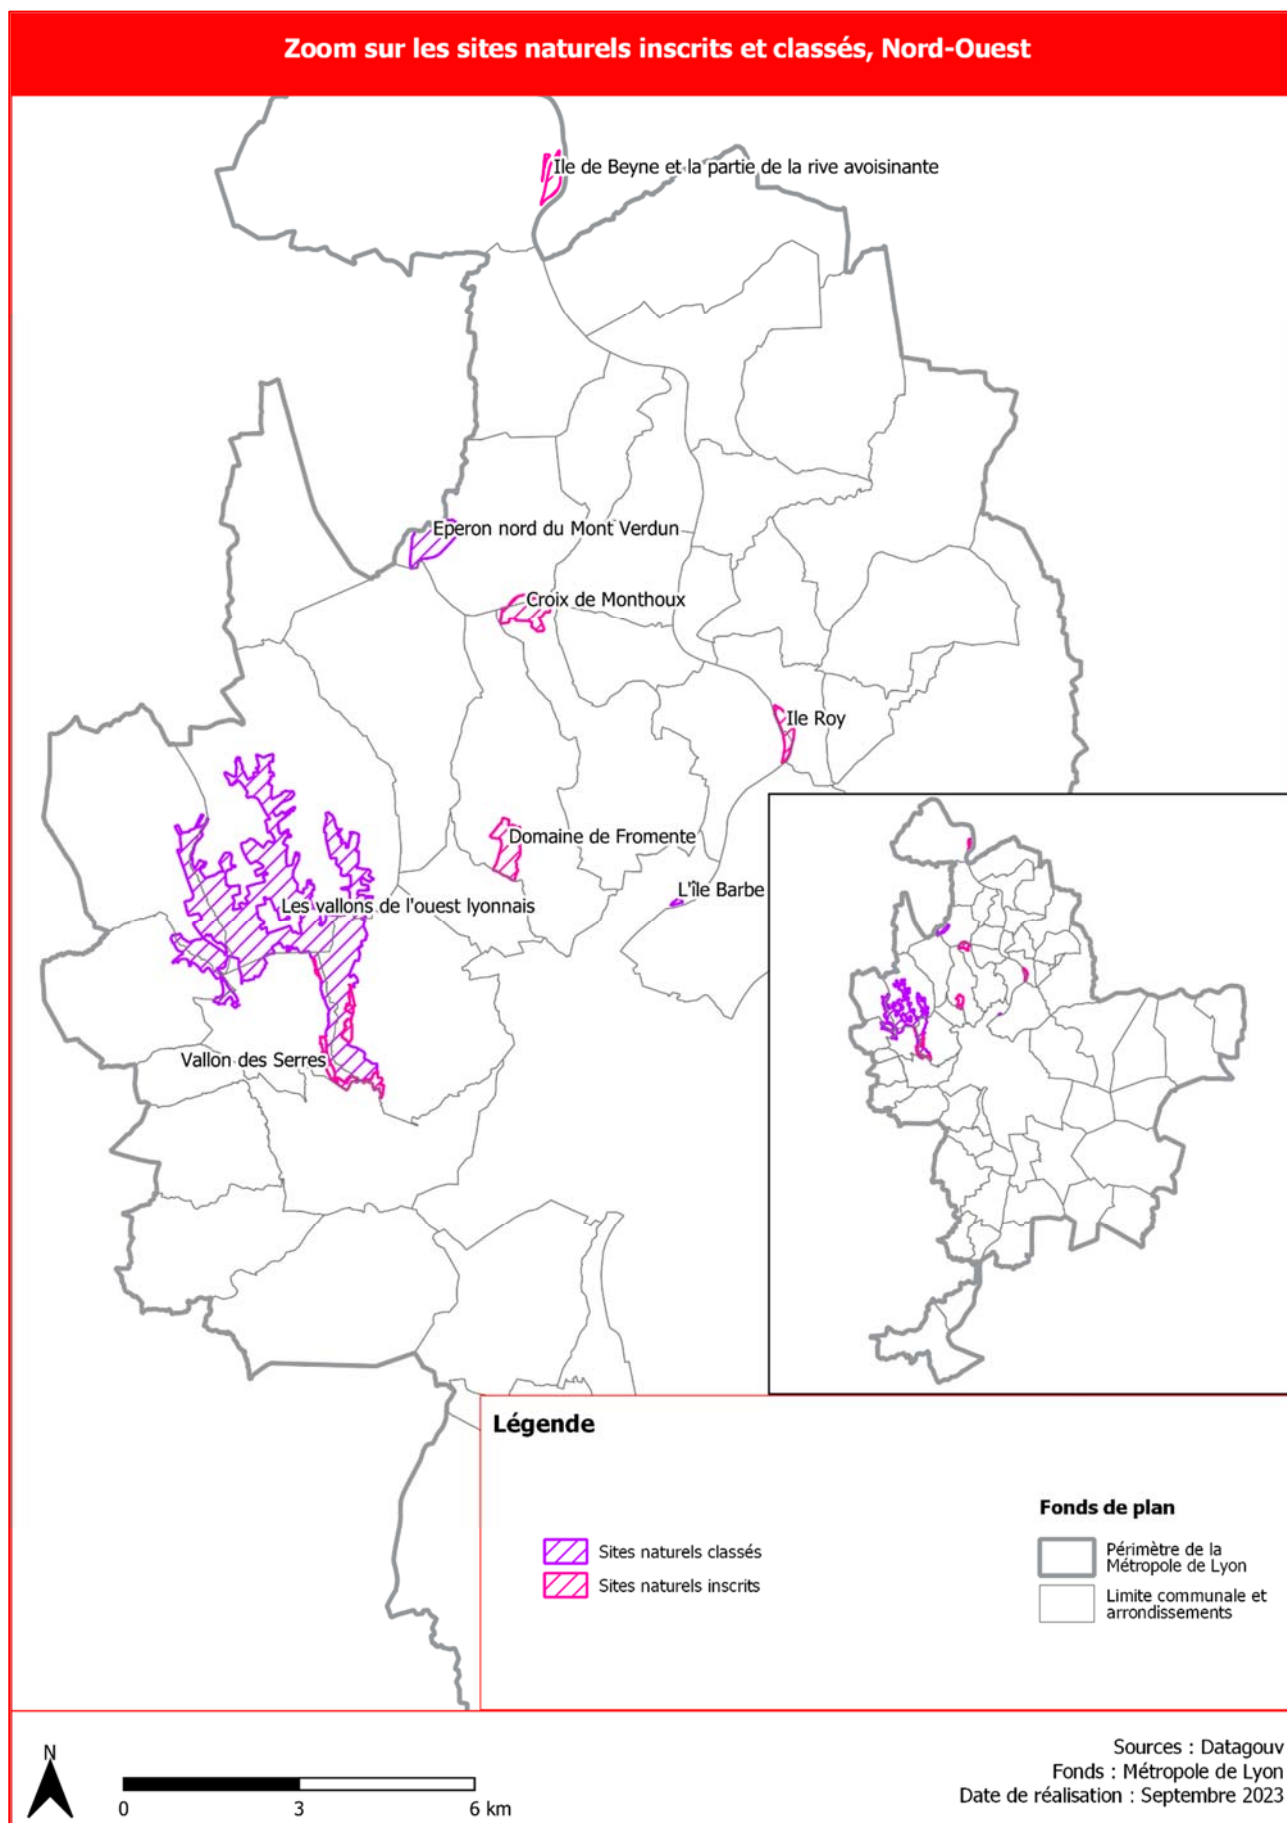 Zoom sur les sites naturels inscrits et classés, Nord-Ouest
Ile de Beyne et la partie de la rive avoisinante
Eperon nord du Mont Verdun
Croix de Monthoux
Ile Roy
Domaine de Fromente
L'île Barbe
Les vallons de l'ouest lyonnais
Vallon des Serres
Légende
Sites naturels classés
Sites naturels inscrits
Fonds de plan
Périmètre de la
Métropole de Lyon
Limite communale et
arrondissements
N
0 3 6 km
Sources : Datagouv
Fonds : Métropole de Lyon
Date de réalisation : Septembre 2023